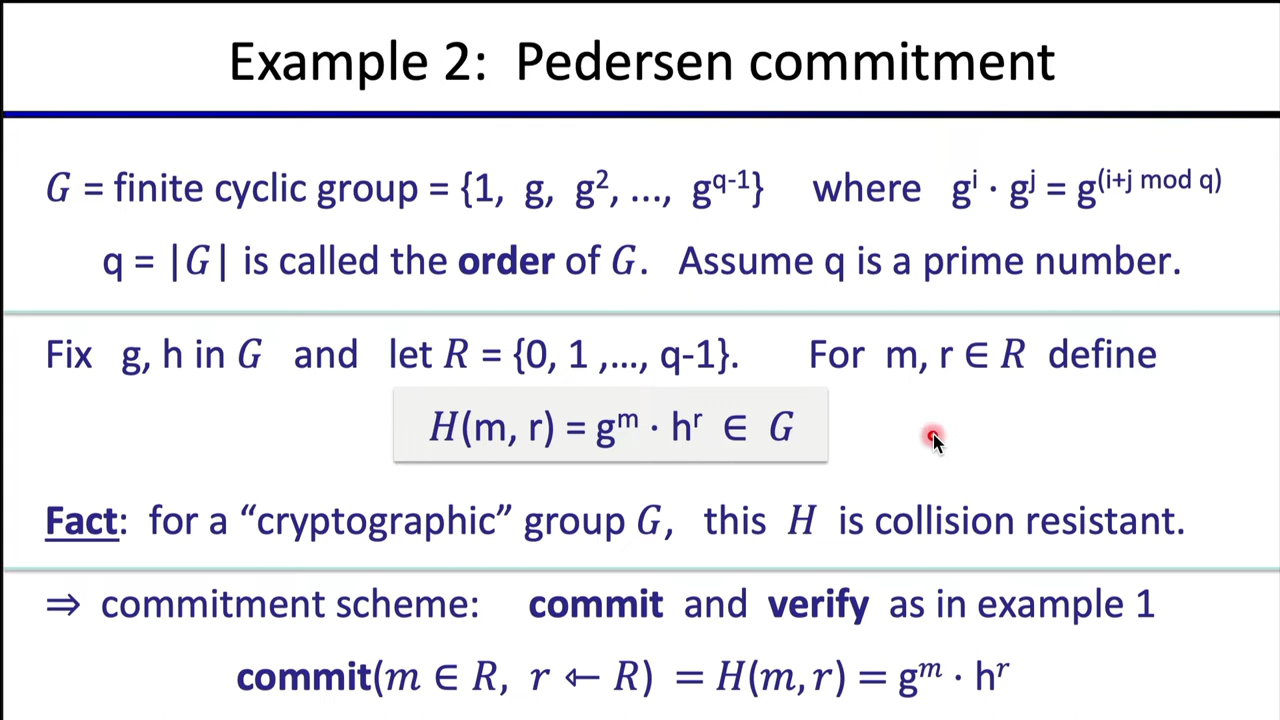 Example 2: Pedersen commitment
G = finite cyclic group = {1, g, g², ..., g^{q-1}} where gⁱ · gʲ = g^{(i+j mod q)}
q = |G| is called the order of G. Assume q is a prime number.
Fix g, h in G and let R = {0, 1 ,..., q-1}. For m, r ∈ R define
H(m, r) = gᵐ · hʳ ∈ G
Fact: for a “cryptographic” group G, this H is collision resistant.
⇒ commitment scheme: commit and verify as in example 1
commit(m ∈ R, r ← R) = H(m, r) = gᵐ · hʳ